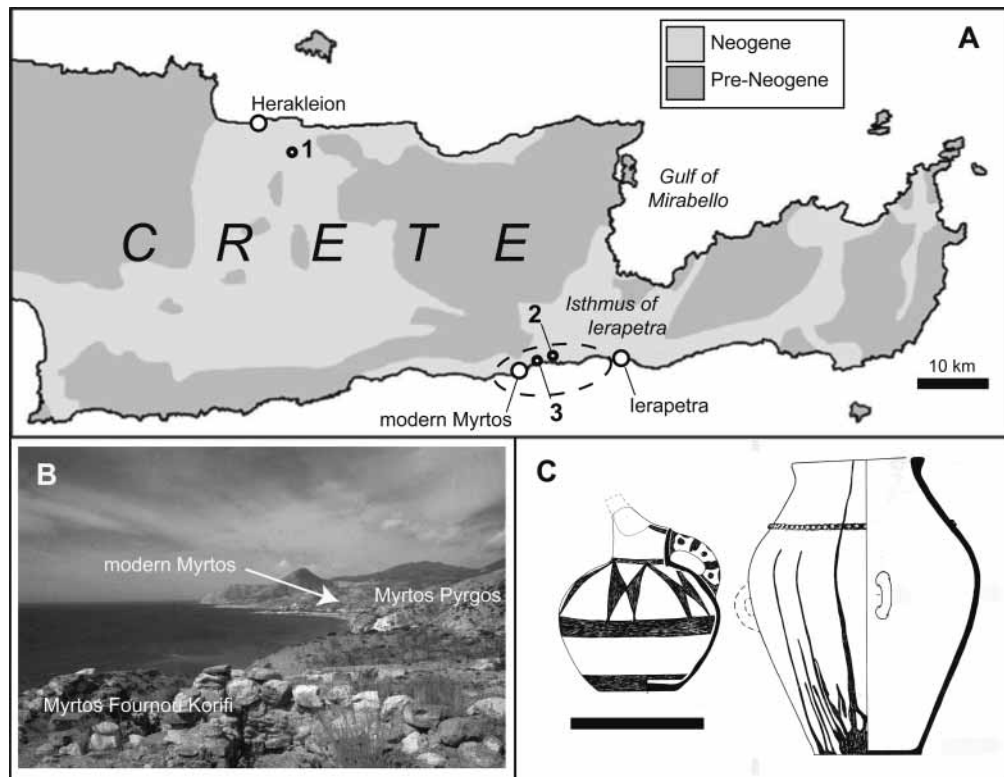 A
Neogene
Pre-Neogene
Herakleion
1
Gulf of
Mirabello
C R E T E
Isthmus of
Ierapetra
2
10 km
modern Myrtos
3
Ierapetra
B
modern Myrtos
Myrtos Pyrgos
Myrtos Fournou Korifi
C